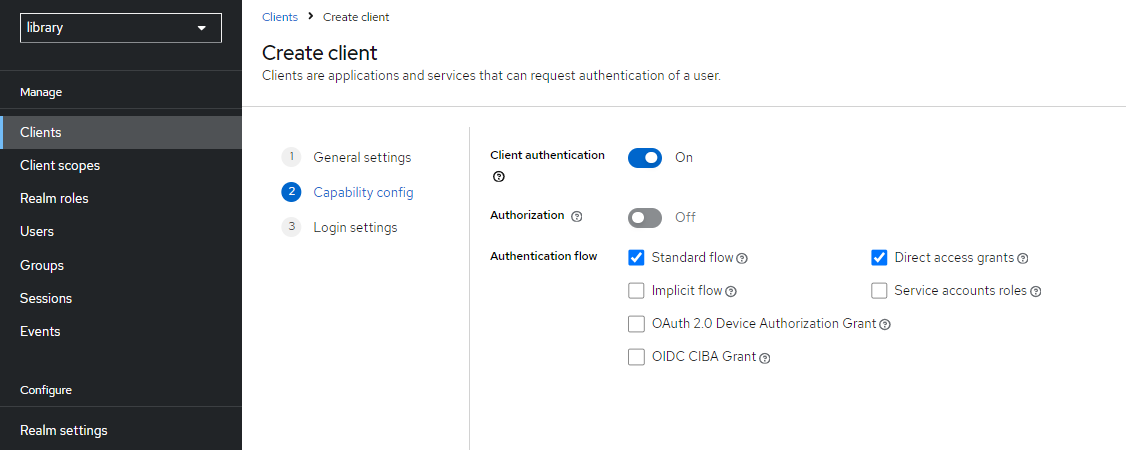 library
Manage
Clients
Client scopes
Realm roles
Users
Groups
Sessions
Events
Configure
Realm settings
Clients > Create client
Create client
Clients are applications and services that can request authentication of a user.
1 General settings
2 Capability config
3 Login settings
Client authentication On
Authorization Off
Authentication flow Standard flow Direct access grants
Implicit flow Service accounts roles
OAuth 2.0 Device Authorization Grant
OIDC CIBA Grant